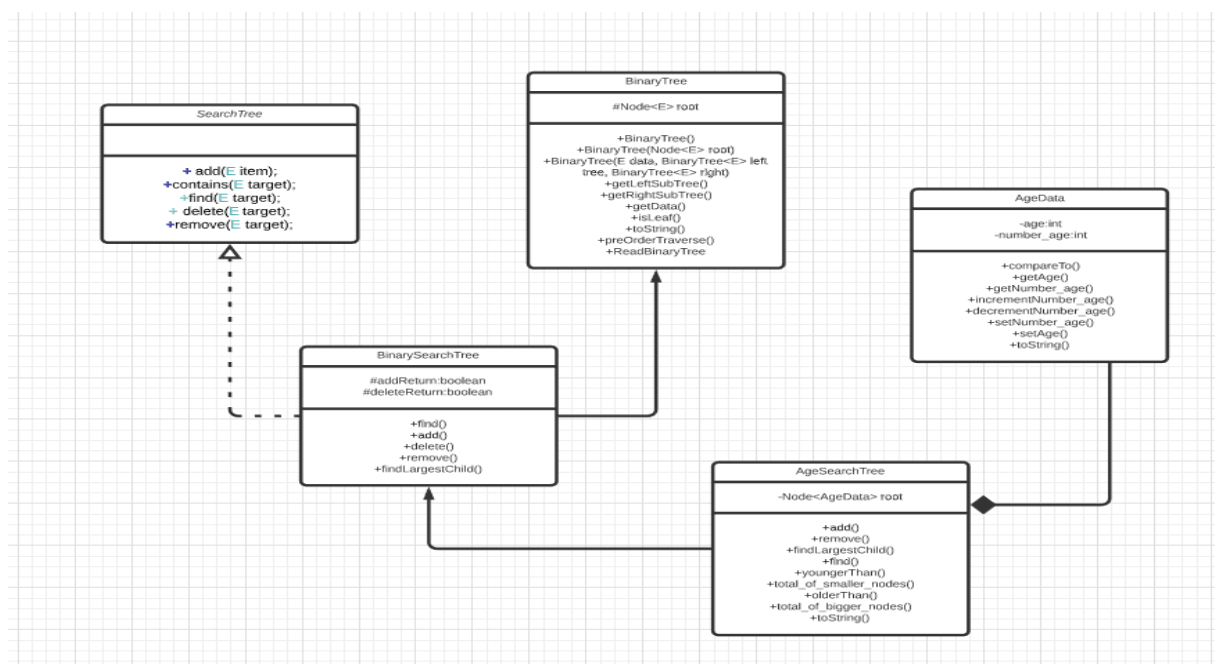 SearchTree
+ add(E item);
+contains(E target);
+find(E target);
+ delete(E target);
+remove(E target);
BinaryTree
#Node<E> root
+BinaryTree()
+BinaryTree(Node<E> root)
+BinaryTree(E data, BinaryTree<E> left
tree, BinaryTree<E> right)
+getLeftSubTree()
+getRightSubTree()
+getData()
+isLeaf()
+toString()
+preOrderTraverse()
+ReadBinaryTree
AgeData
-age:int
-number_age:int
+compareTo()
+getAge()
+getNumber_age()
+incrementNumber_age()
+decrementNumber_age()
+setNumber_age()
+setAge()
+toString()
BinarySearchTree
#addReturn:boolean
#deleteReturn:boolean
+find()
+add()
+delete()
+remove()
+findLargestChild()
AgeSearchTree
-Node<AgeData> root
+add()
+remove()
+findLargestChild()
+find()
+youngerThan()
+total_of_smaller_nodes()
+olderThan()
+total_of_bigger_nodes()
+toString()